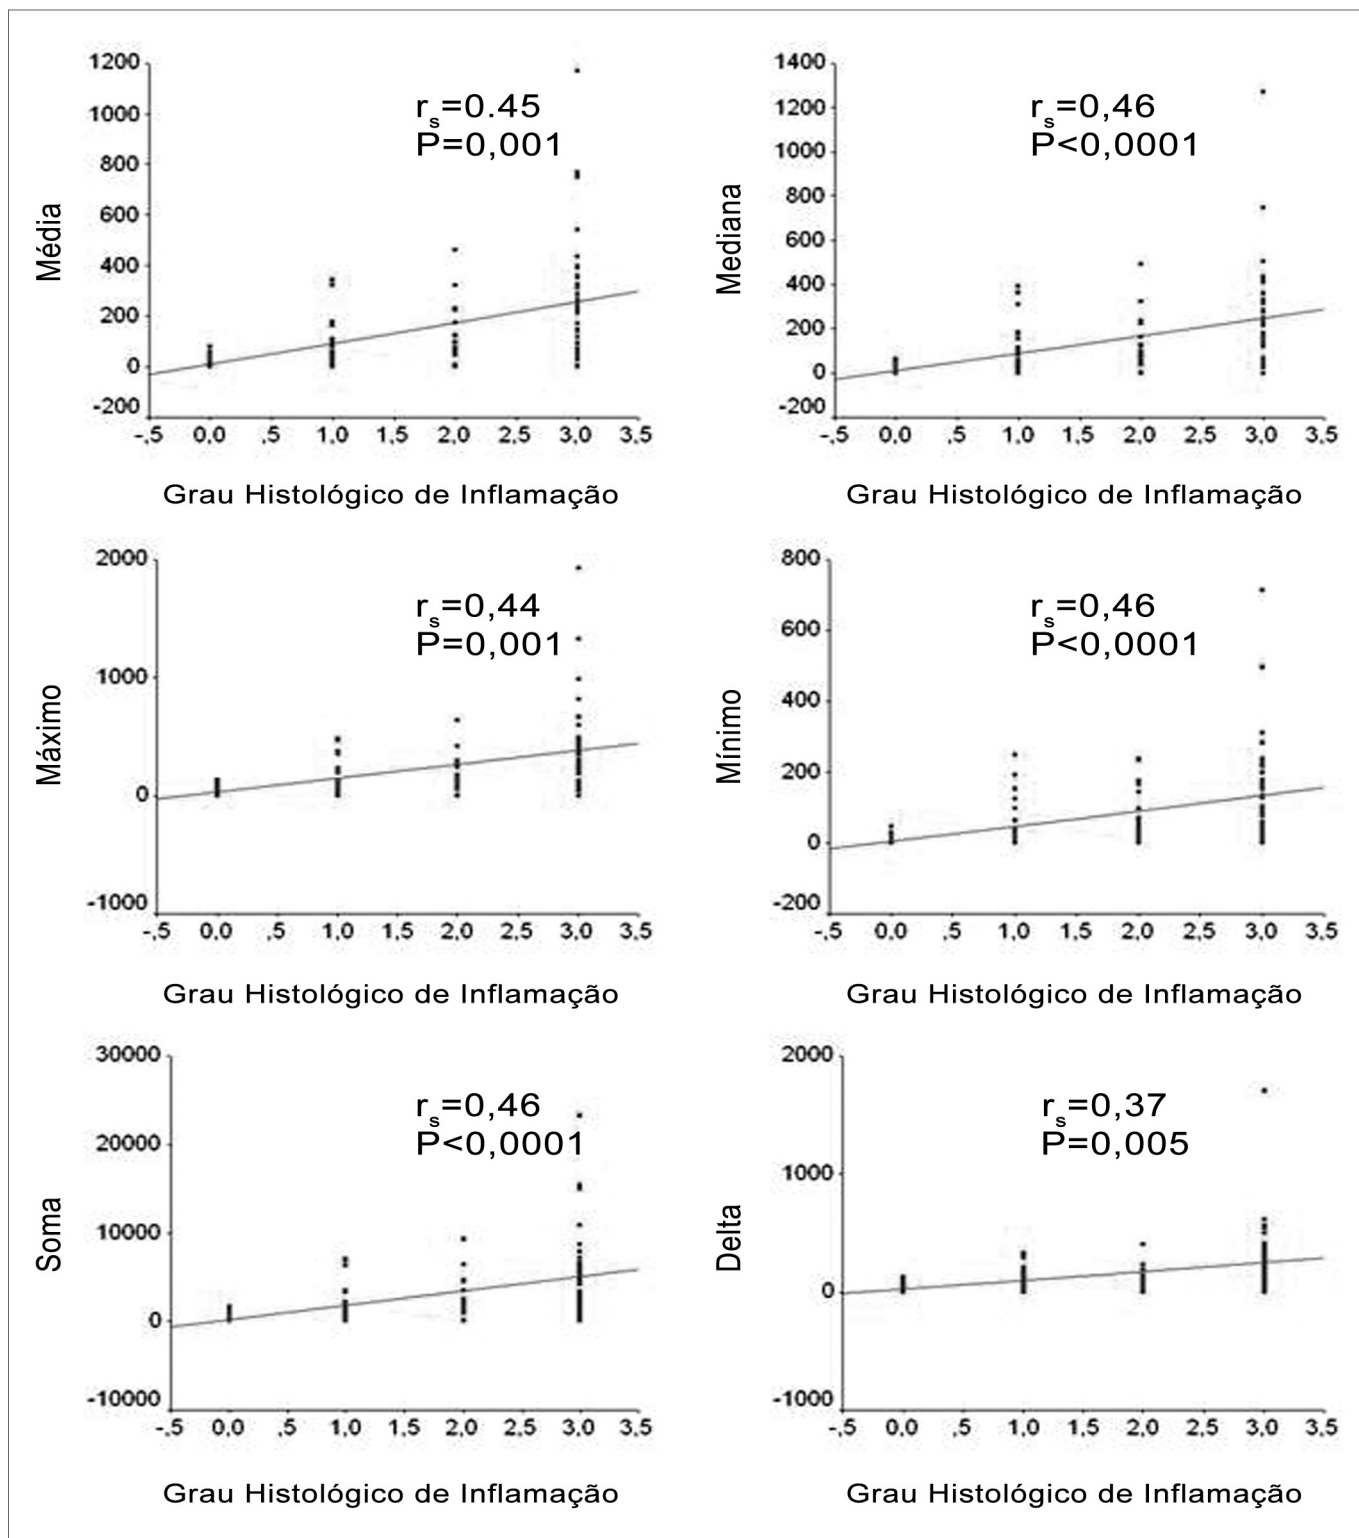 1200
1000
800
600
400
200
0
-200
Média
r_s=0.45
P=0,001
-,5 0,0 ,5 1,0 1,5 2,0 2,5 3,0 3,5
Grau Histológico de Inflamação
1400
1200
1000
800
600
400
200
0
-200
Mediana
r_s=0,46
P<0,0001
-,5 0,0 ,5 1,0 1,5 2,0 2,5 3,0 3,5
Grau Histológico de Inflamação
2000
1000
0
-1000
Máximo
r_s=0,44
P=0,001
-,5 0,0 ,5 1,0 1,5 2,0 2,5 3,0 3,5
Grau Histológico de Inflamação
800
600
400
200
0
-200
Mínimo
r_s=0,46
P<0,0001
-,5 0,0 ,5 1,0 1,5 2,0 2,5 3,0 3,5
Grau Histológico de Inflamação
30000
20000
10000
0
-10000
Soma
r_s=0,46
P<0,0001
-,5 0,0 ,5 1,0 1,5 2,0 2,5 3,0 3,5
Grau Histológico de Inflamação
2000
1000
0
-1000
Delta
r_s=0,37
P=0,005
-,5 0,0 ,5 1,0 1,5 2,0 2,5 3,0 3,5
Grau Histológico de Inflamação